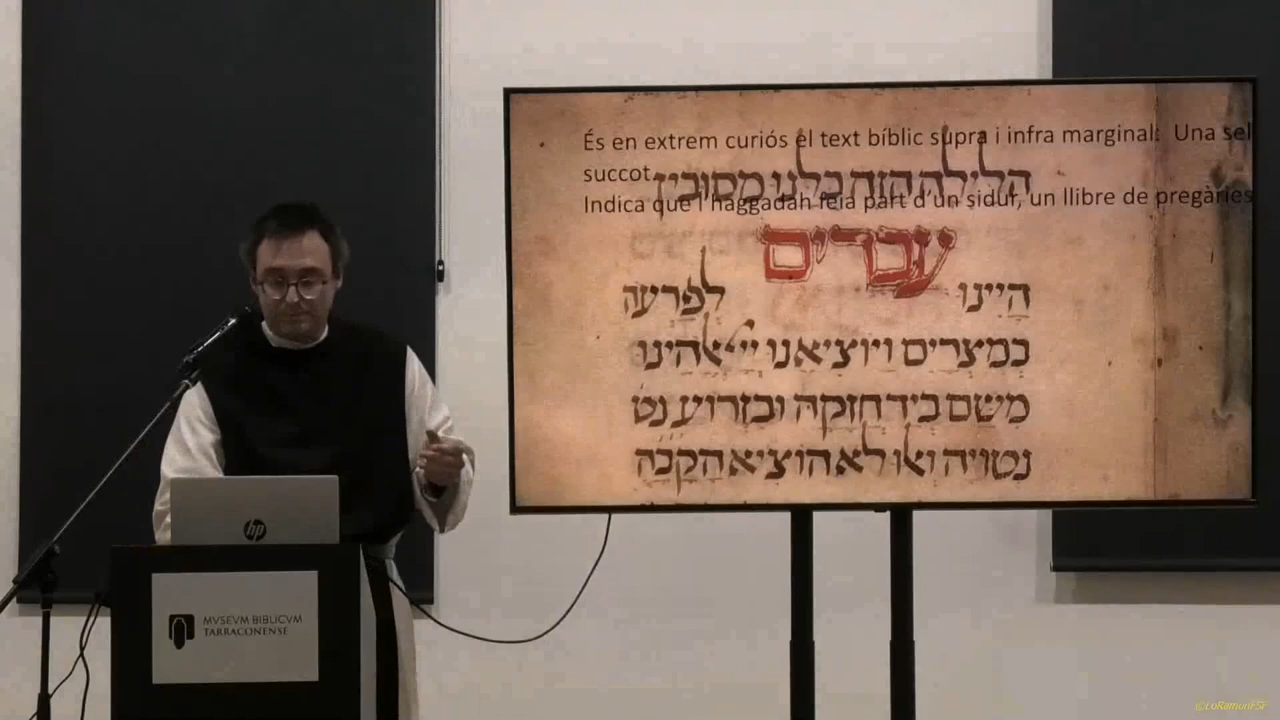 És en extrem curiós el text bíblic supra i infra marginal: Una sel
succot.
הלילה הזה כלנו מסובין
Indica que l'haggadah feia part d'un sidur, un llibre de pregàries
עבדים
היינו לפרעה
במצרים ויוציאנו ייי אלהינו
משם ביד חזקה ובזרוע נט
נטויה ואו לא הוציא הקבה
hp
MVSEVM BIBLICVM
TARRACONENSE